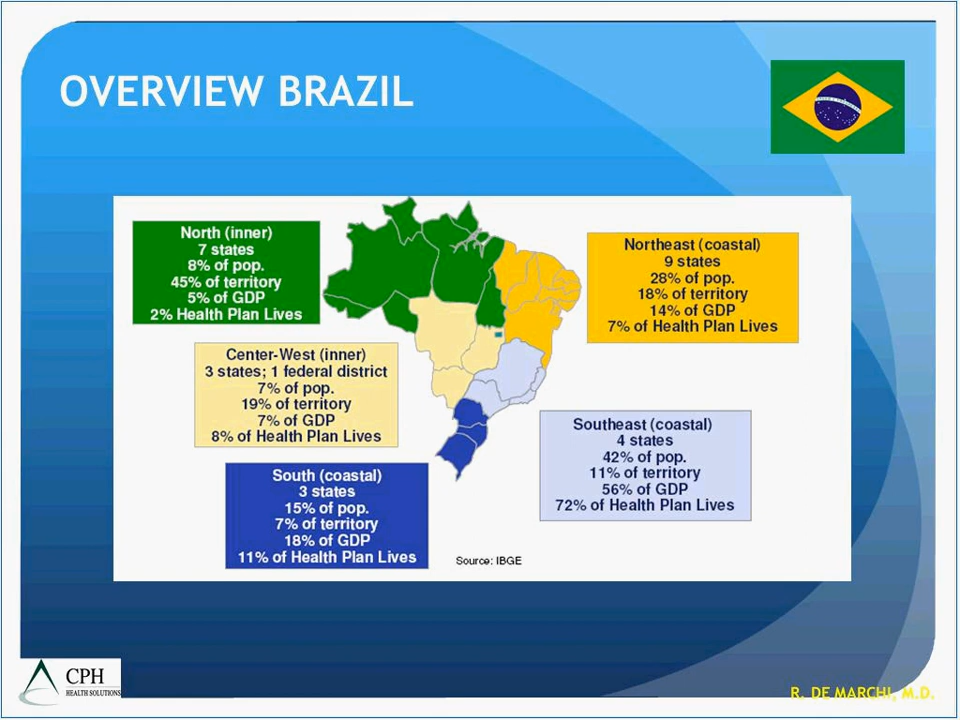 OVERVIEW BRAZIL
North (inner)
7 states
8% of pop.
45% of territory
5% of GDP
2% Health Plan Lives
Northeast (coastal)
9 states
28% of pop.
18% of territory
14% of GDP
7% of Health Plan Lives
Center-West (inner)
3 states; 1 federal district
7% of pop.
19% of territory
7% of GDP
8% of Health Plan Lives
Southeast (coastal)
4 states
42% of pop.
11% of territory
56% of GDP
72% of Health Plan Lives
South (coastal)
3 states
15% of pop.
7% of territory
18% of GDP
11% of Health Plan Lives
Source: IBGE
CPH
HEALTH SOLUTIONS
R. DE MARCHI, M.D.